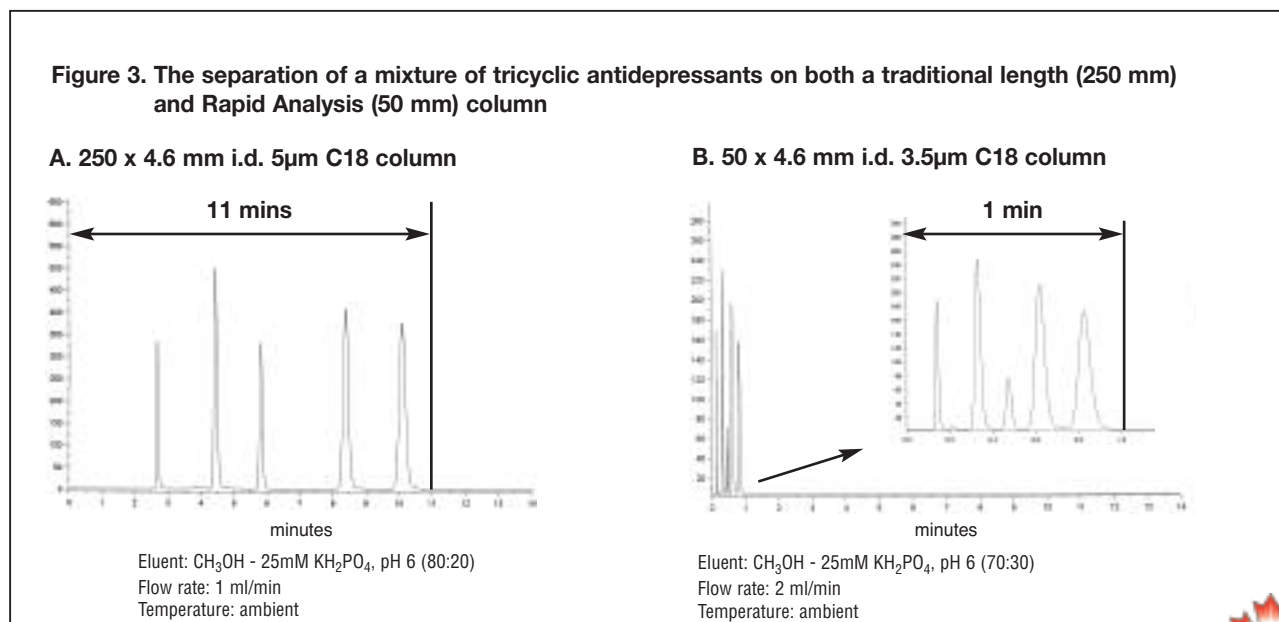 Figure 3. The separation of a mixture of tricyclic antidepressants on both a traditional length (250 mm)
and Rapid Analysis (50 mm) column
A. 250 x 4.6 mm i.d. 5µm C18 column
B. 50 x 4.6 mm i.d. 3.5µm C18 column
11 mins
1 min
minutes
minutes
Eluent: CH₃OH - 25mM KH₂PO₄, pH 6 (80:20)
Flow rate: 1 ml/min
Temperature: ambient
Eluent: CH₃OH - 25mM KH₂PO₄, pH 6 (70:30)
Flow rate: 2 ml/min
Temperature: ambient